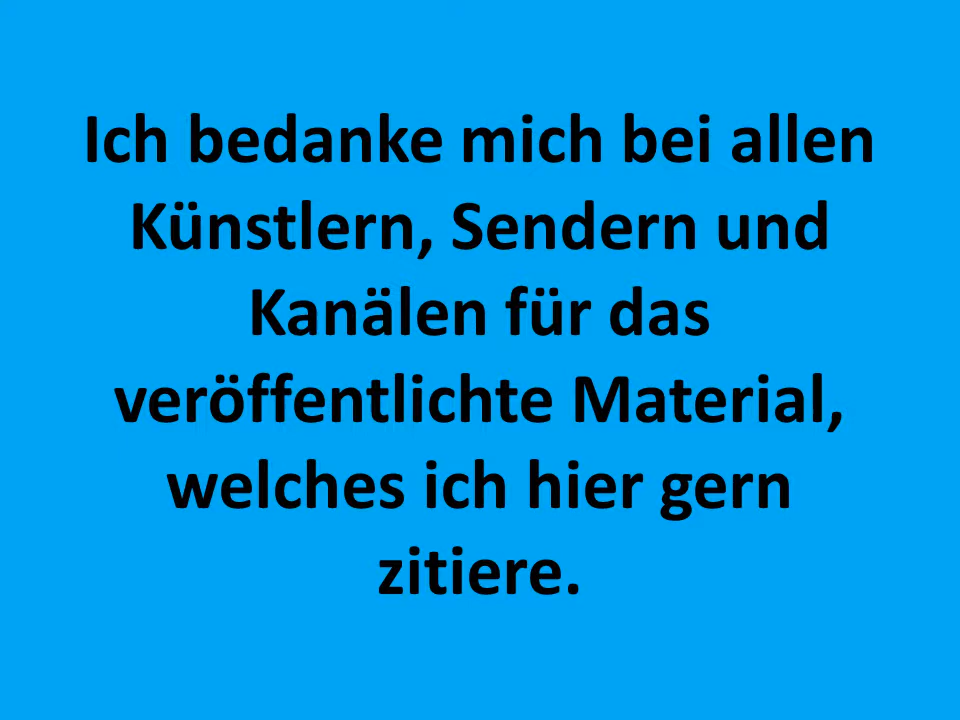 Ich bedanke mich bei allen
Künstlern, Sendern und
Kanälen für das
veröffentlichte Material,
welches ich hier gern
zitiere.